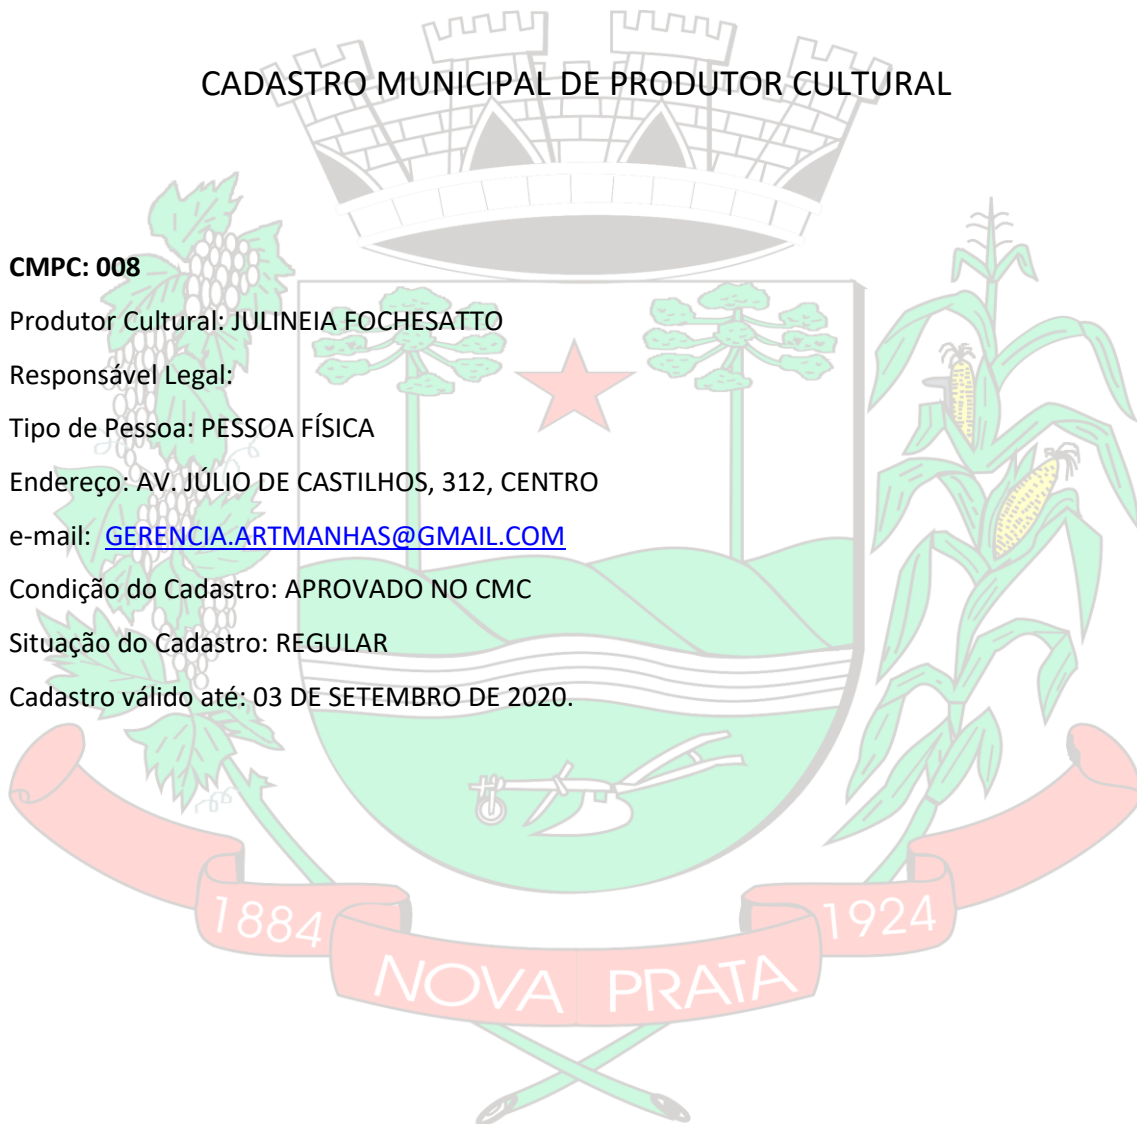 CADASTRO MUNICIPAL DE PRODUTOR CULTURAL
CMPC: 008
Produtor Cultural: JULINEIA FOCHESATTO
Responsável Legal:
Tipo de Pessoa: PESSOA FÍSICA
Endereço: AV. JÚLIO DE CASTILHOS, 312, CENTRO
e-mail: GERENCIA.ARTMANHAS@GMAIL.COM
Condição do Cadastro: APROVADO NO CMC
Situação do Cadastro: REGULAR
Cadastro válido até: 03 DE SETEMBRO DE 2020.
1884
1924
NOVA PRATA